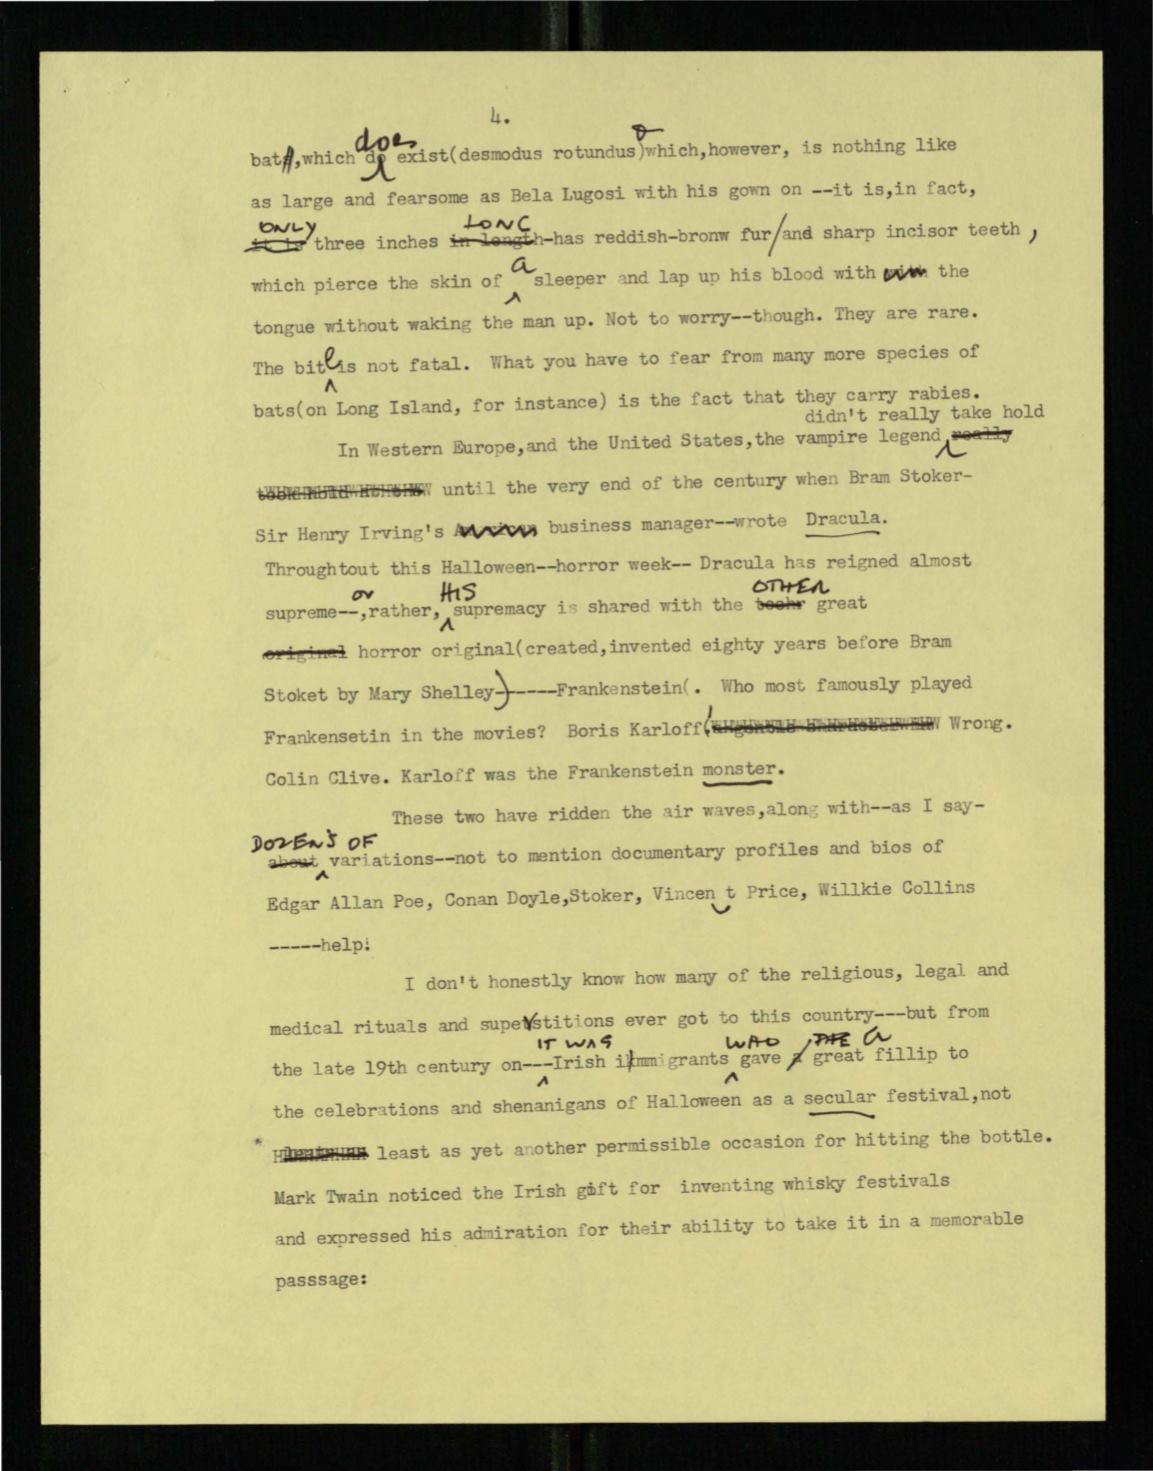 4.
does &
bat,which do exist(desmodus rotundus)which,however, is nothing like
as large and fearsome as Bela Lugosi with his gown on --it is,in fact,
ONLY LONG
it is three inches in length-has reddish-bronw fur/and sharp incisor teeth ,
which pierce the skin of a sleeper and lap up his blood with with the
tongue without waking the man up. Not to worry--though. They are rare.
The bite is not fatal. What you have to fear from many more species of
bats(on Long Island, for instance) is the fact that they carry rabies.
didn't really take hold
In Western Europe,and the United States,the vampire legend really
until the very end of the century when Bram Stoker-
Sir Henry Irving's American business manager--wrote Dracula.
Throughtout this Halloween--horror week-- Dracula has reigned almost
or HIS OTHER
supreme--,rather, supremacy is shared with the toehr great
original horror original(created,invented eighty years before Bram
Stoket by Mary Shelley)-----Frankenstein(. Who most famously played
Frankensetin in the movies? Boris Karloff! Wrong.
Colin Clive. Karloff was the Frankenstein monster.
These two have ridden the air waves,along with--as I say-
DOZENS OF
about variations--not to mention documentary profiles and bios of
Edgar Allan Poe, Conan Doyle,Stoker, Vincen t Price, Willkie Collins
-----help!
I don't honestly know how many of the religious, legal and
medical rituals and superstitions ever got to this country---but from
IT WAS WHO THE a
the late 19th century on---Irish immigrants gave a great fillip to
the celebrations and shenanigans of Halloween as a secular festival,not
* least as yet another permissible occasion for hitting the bottle.
Mark Twain noticed the Irish gift for inventing whisky festivals
and expressed his admiration for their ability to take it in a memorable
passsage: